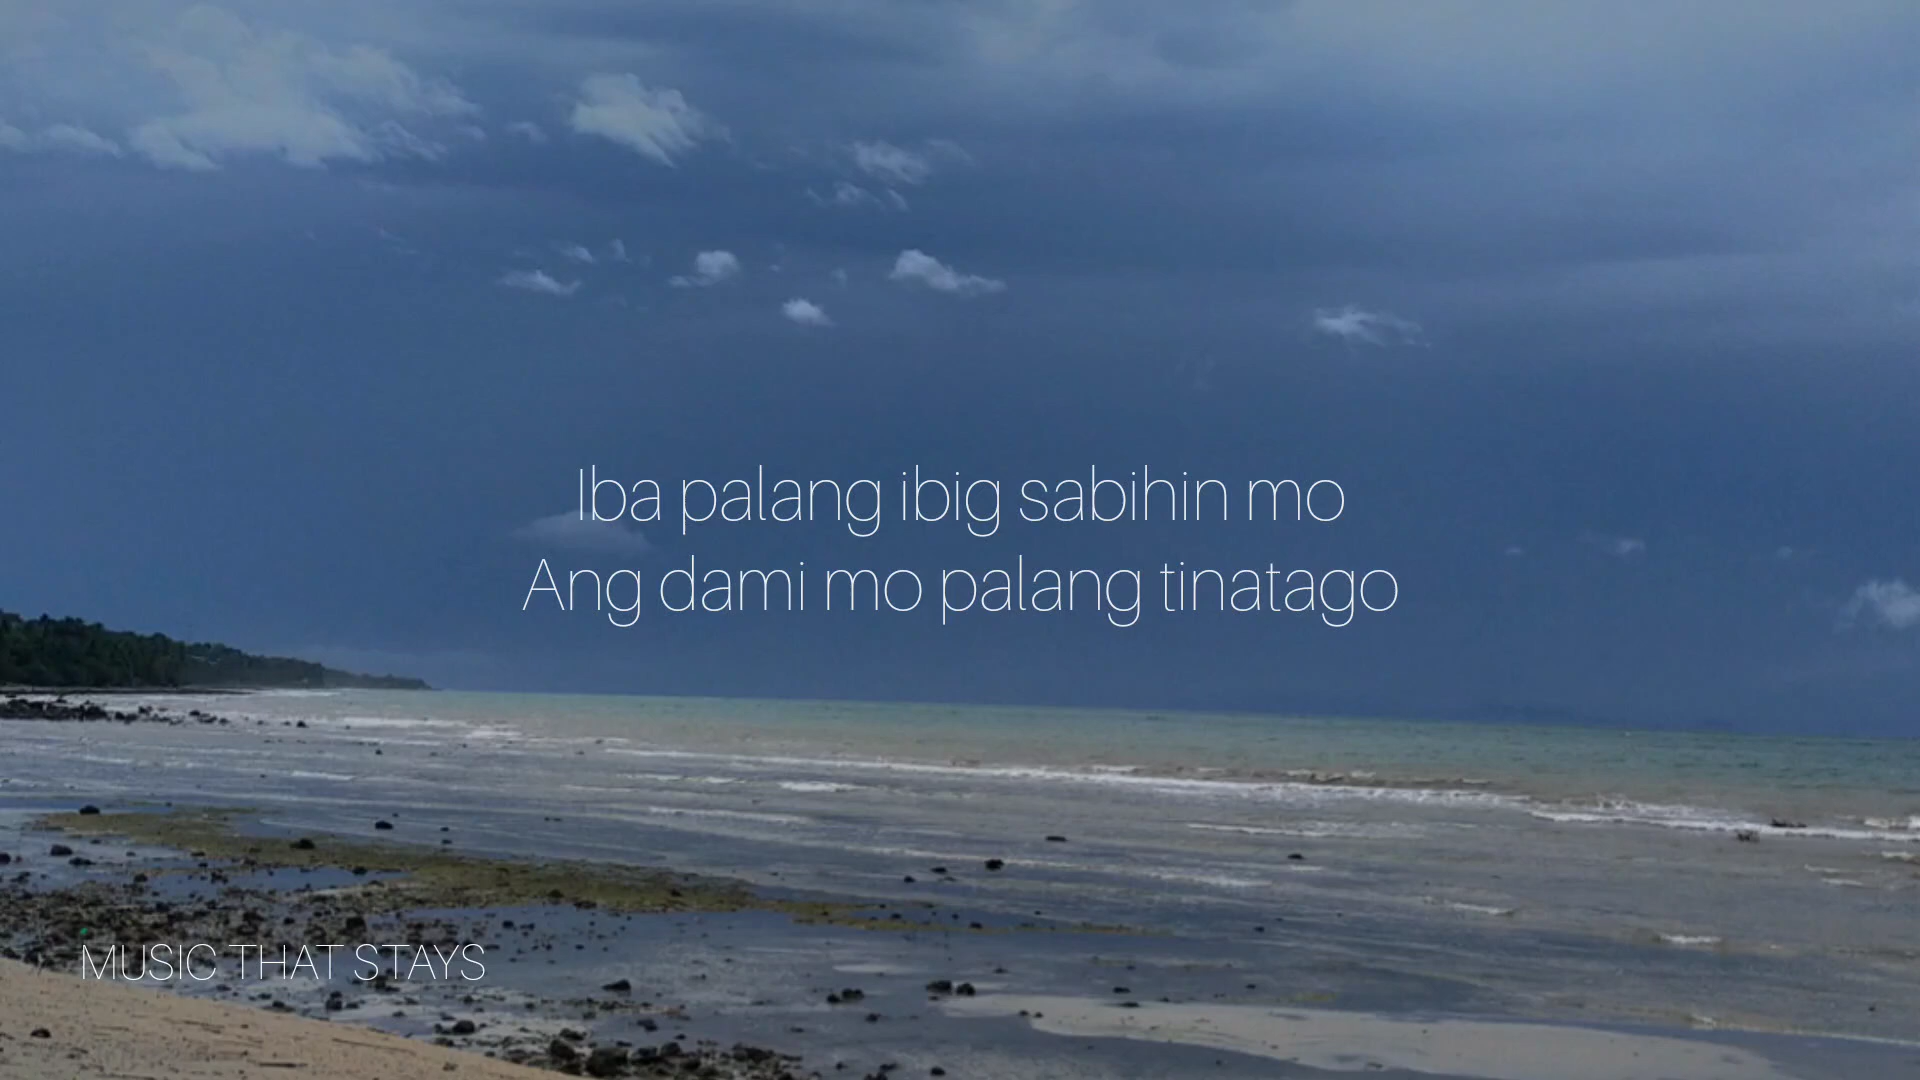 Iba palang ibig sabihin mo
Ang dami mo palang tinatago
MUSIC THAT STAYS